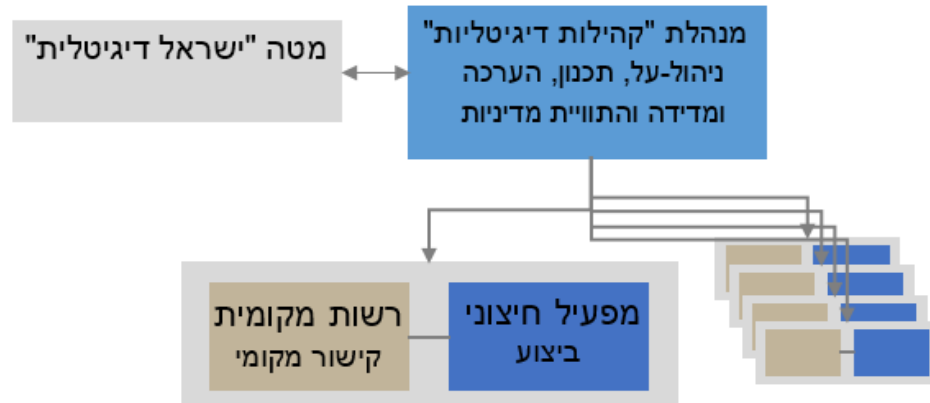 מנהלת "קהילות דיגיטליות"
ניהול-על, תכנון, הערכה
ומדידה והתוויית מדיניות
מטה "ישראל דיגיטלית"
מפעיל חיצוני
ביצוע
רשות מקומית
קישור מקומי